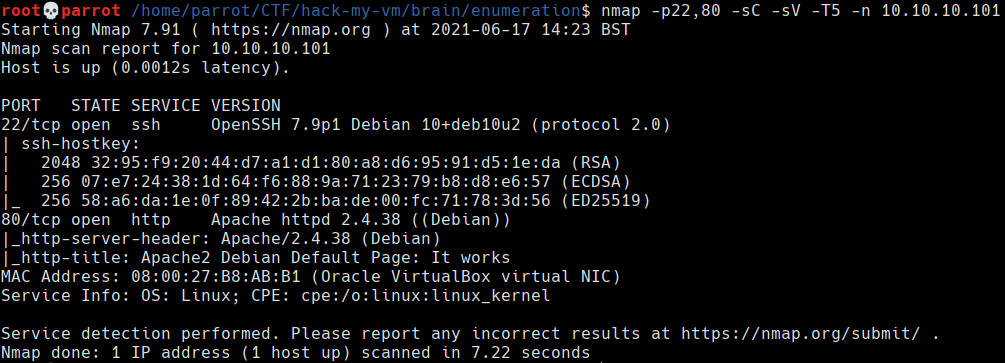 root💀parrot /home/parrot/CTF/hack-my-vm/brain/enumeration$ nmap -p22,80 -sC -sV -T5 -n 10.10.10.101
Starting Nmap 7.91 ( https://nmap.org ) at 2021-06-17 14:23 BST
Nmap scan report for 10.10.10.101
Host is up (0.0012s latency).

PORT   STATE SERVICE VERSION
22/tcp open  ssh     OpenSSH 7.9p1 Debian 10+deb10u2 (protocol 2.0)
| ssh-hostkey:
|   2048 32:95:f9:20:44:d7:a1:d1:80:a8:d6:95:91:d5:1e:da (RSA)
|   256 07:e7:24:38:1d:64:f6:88:9a:71:23:79:b8:d8:e6:57 (ECDSA)
|_  256 58:a6:da:1e:0f:89:42:2b:ba:de:00:fc:71:78:3d:56 (ED25519)
80/tcp open  http    Apache httpd 2.4.38 ((Debian))
|_http-server-header: Apache/2.4.38 (Debian)
|_http-title: Apache2 Debian Default Page: It works
MAC Address: 08:00:27:B8:AB:B1 (Oracle VirtualBox virtual NIC)
Service Info: OS: Linux; CPE: cpe:/o:linux:linux_kernel

Service detection performed. Please report any incorrect results at https://nmap.org/submit/ .
Nmap done: 1 IP address (1 host up) scanned in 7.22 seconds